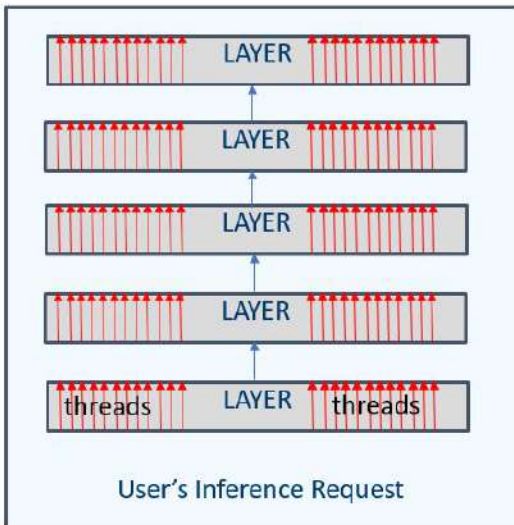 LAYER
LAYER
LAYER
LAYER
threads LAYER threads
User's Inference Request